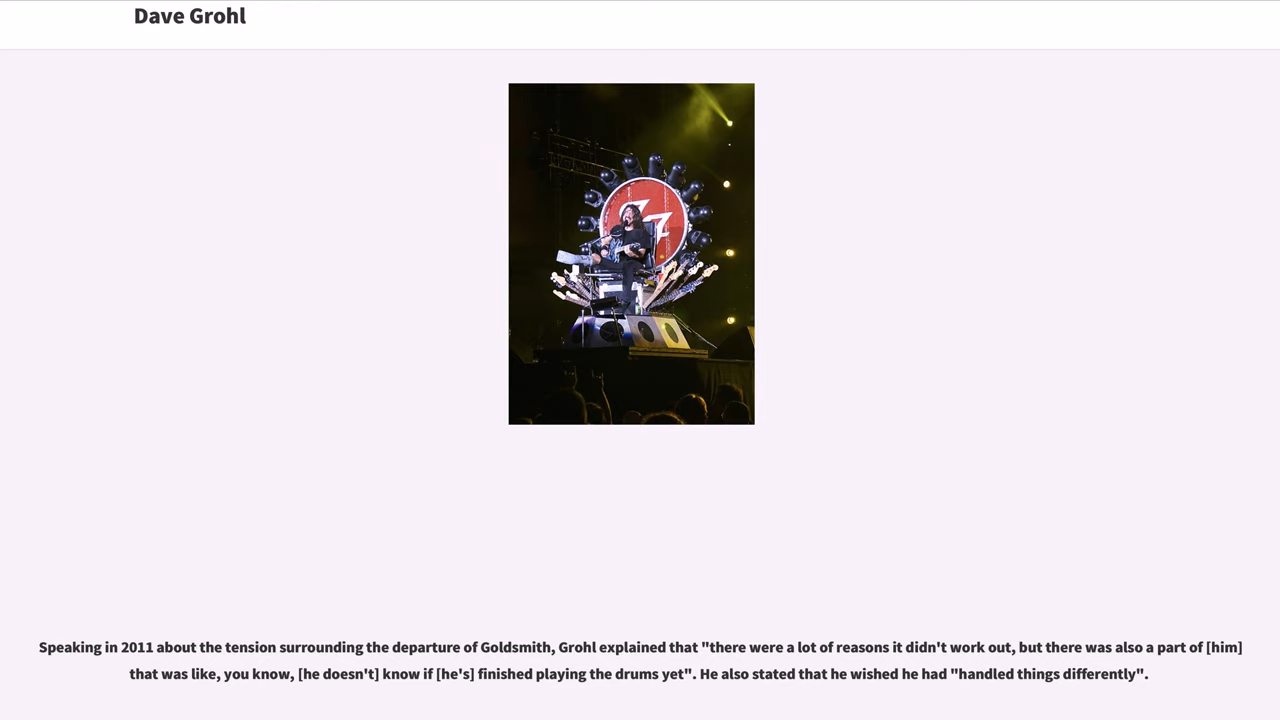 Dave Grohl
Speaking in 2011 about the tension surrounding the departure of Goldsmith, Grohl explained that "there were a lot of reasons it didn't work out, but there was also a part of [him]
that was like, you know, [he doesn't] know if [he's] finished playing the drums yet". He also stated that he wished he had "handled things differently".